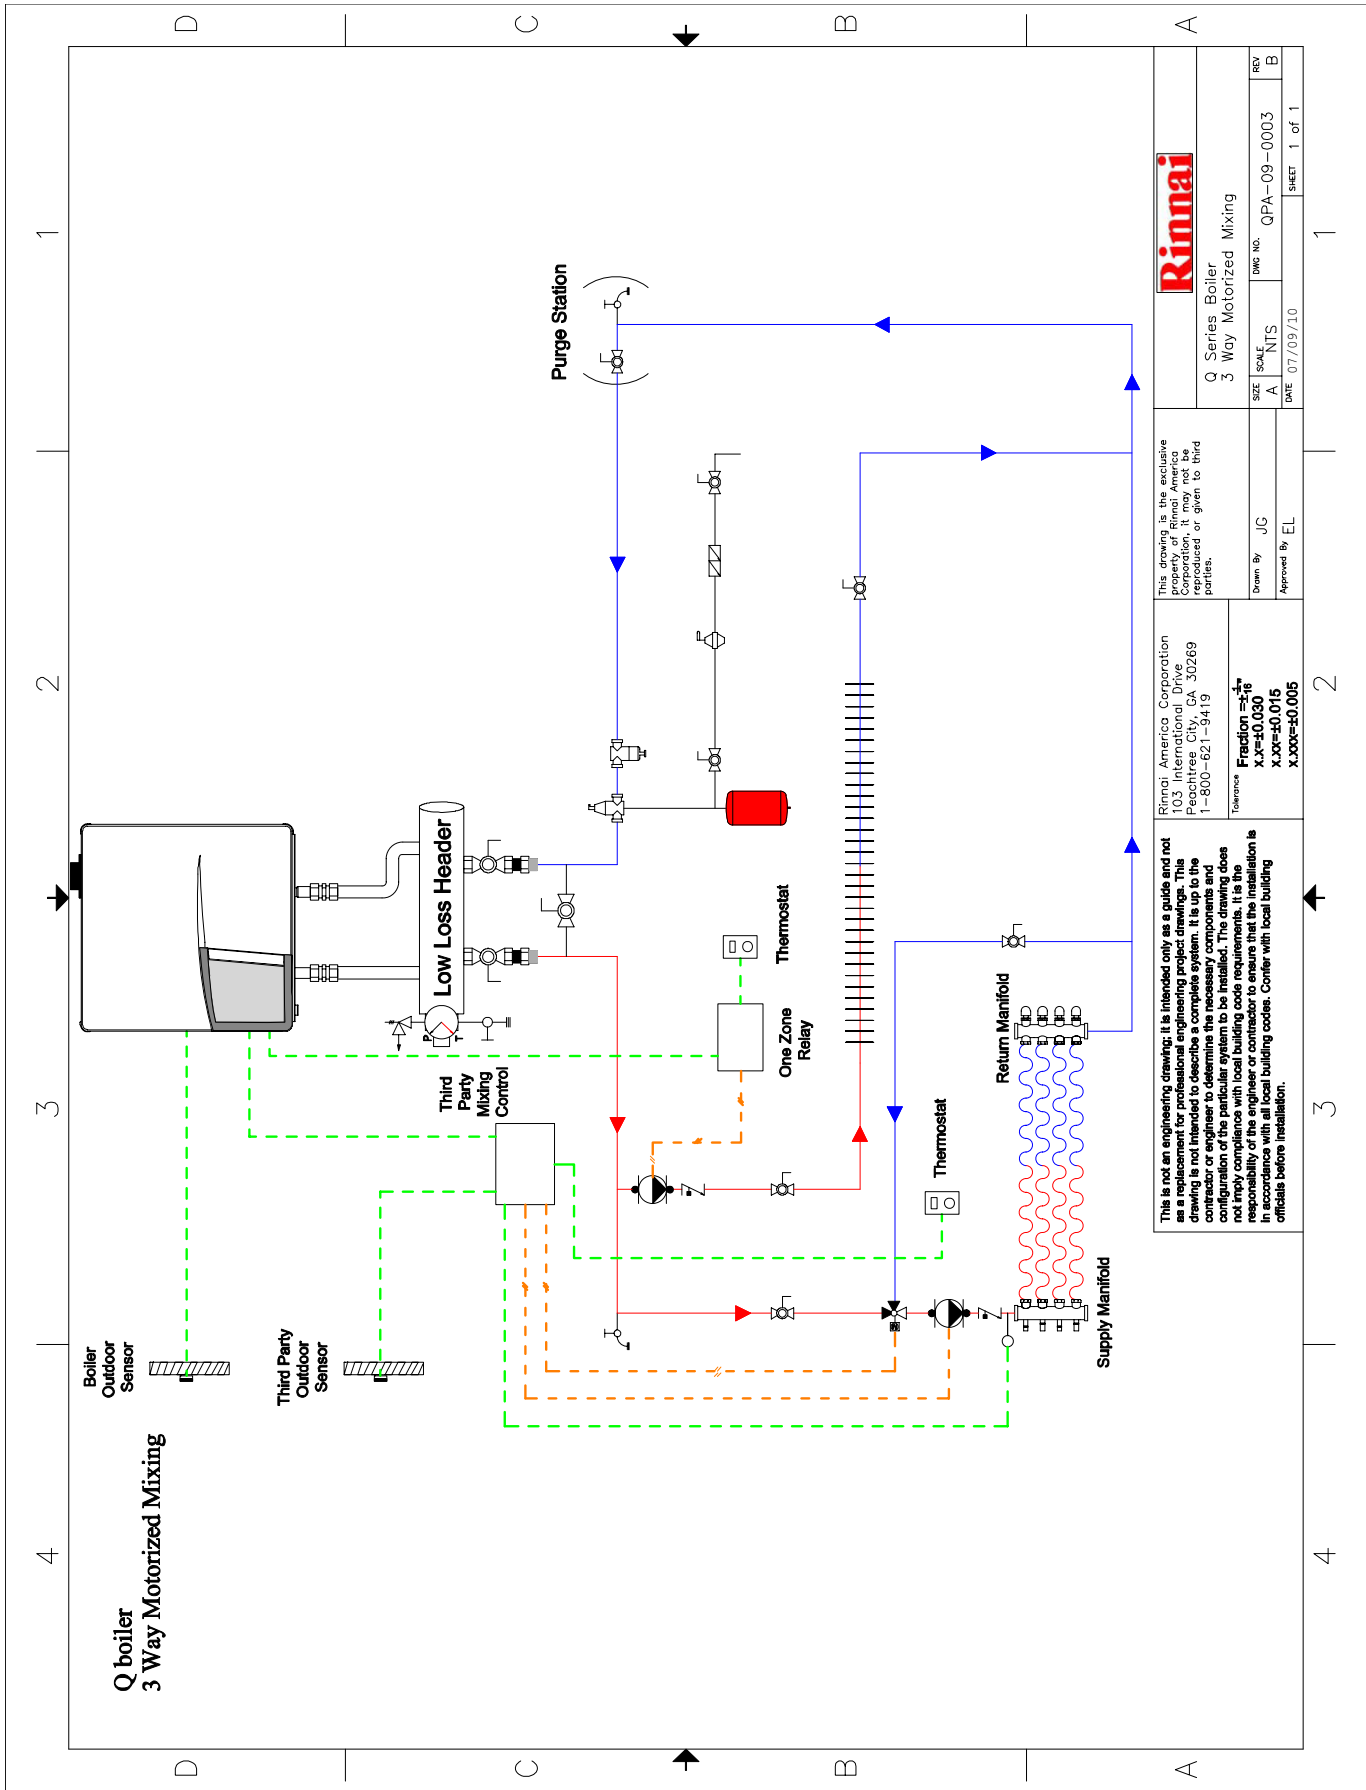 D
C
B
A
4
3
2
1
Q boiler
3 Way Motorized Mixing
Boiler
Outdoor
Sensor
Third Party
Outdoor
Sensor
Third
Party
Mixing
Control
P
T
Low Loss Header
One Zone
Relay
Thermostat
Purge Station
Thermostat
Supply Manifold
Return Manifold
This is not an engineering drawing; it is intended only as a guide and not
as a replacement for professional engineering project drawings. This
drawing is not intended to describe a complete system. It is up to the
contractor or engineer to determine the necessary components and
configuration of the particular system to be installed. The drawing does
not imply compliance with local building code requirements. It is the
responsibility of the engineer or contractor to ensure that the installation is
in accordance with all local building codes. Confer with local building
officials before installation.
Rinnai America Corporation
103 International Drive
Peachtree City, GA 30269
1-800-621-9419
Tolerance
Fraction =±1/16"
X.X=±0.030
X.XX=±0.015
X.XXX=±0.005
This drawing is the exclusive
property of Rinnai America
Corporation, it may not be
reproduced or given to third
parties.
Drawn By JG
Approved By EL
Rinnai
Q Series Boiler
3 Way Motorized Mixing
SIZE A
SCALE NTS
DWG NO. QPA-09-0003
REV B
DATE 07/09/10
SHEET 1 of 1
D
C
B
A
4
3
2
1